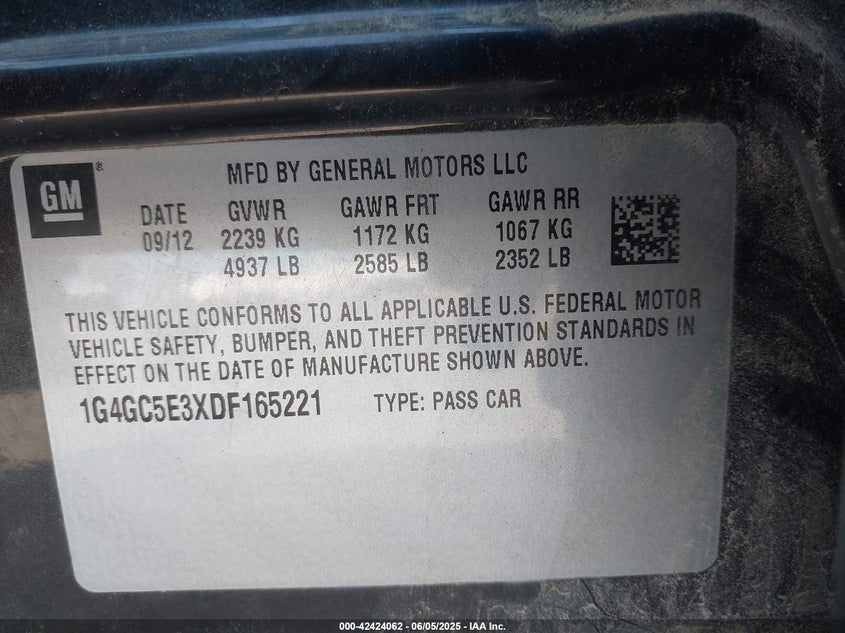 GM ®
MFD BY GENERAL MOTORS LLC
DATE GVWR GAWR FRT GAWR RR
09/12 2239 KG 1172 KG 1067 KG
4937 LB 2585 LB 2352 LB
THIS VEHICLE CONFORMS TO ALL APPLICABLE U.S. FEDERAL MOTOR
VEHICLE SAFETY, BUMPER, AND THEFT PREVENTION STANDARDS IN
EFFECT ON THE DATE OF MANUFACTURE SHOWN ABOVE.
1G4GC5E3XDF165221 TYPE: PASS CAR
000-42424062 - 06/05/2025 - IAA Inc.